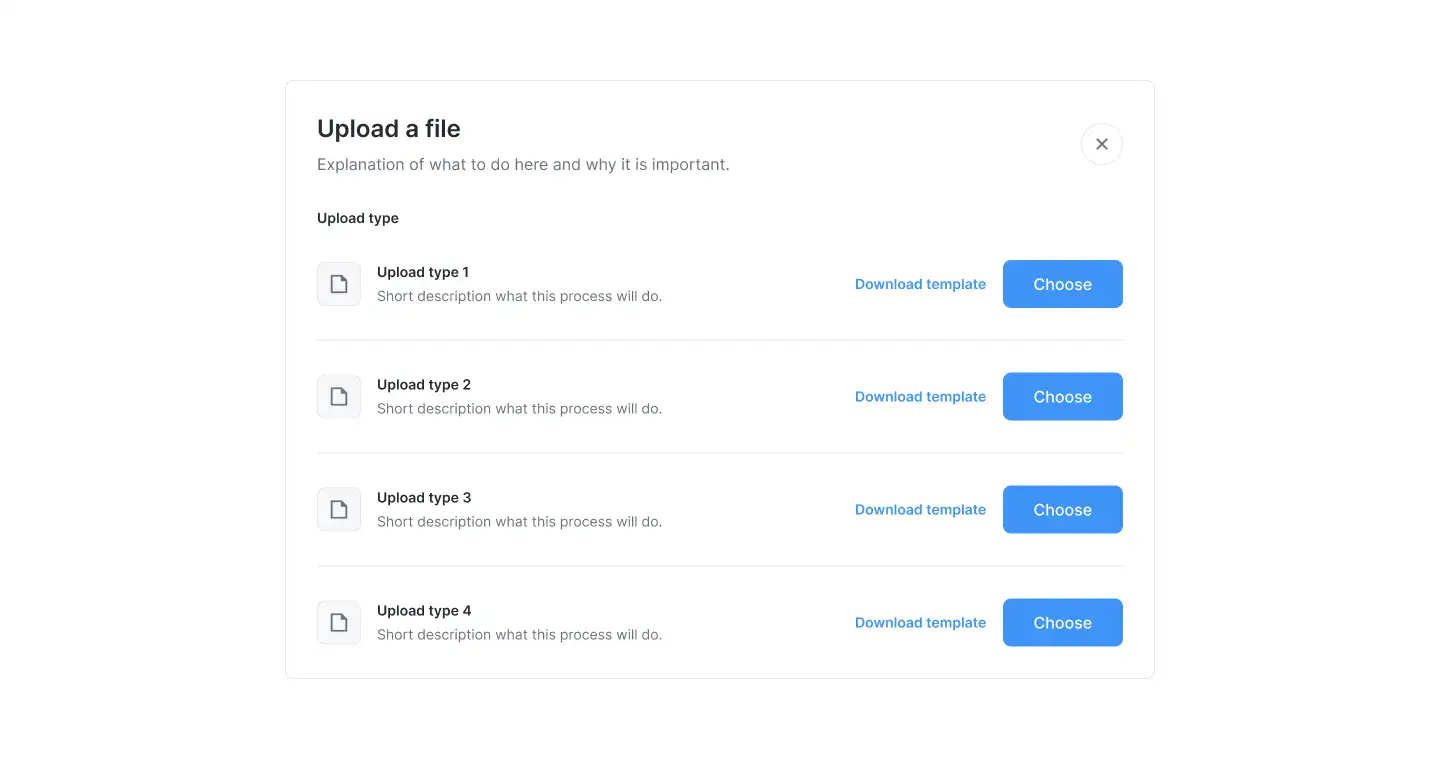 Upload a file
Explanation of what to do here and why it is important.
Upload type
Upload type 1
Short description what this process will do.
Download template
Choose
Upload type 2
Short description what this process will do.
Download template
Choose
Upload type 3
Short description what this process will do.
Download template
Choose
Upload type 4
Short description what this process will do.
Download template
Choose